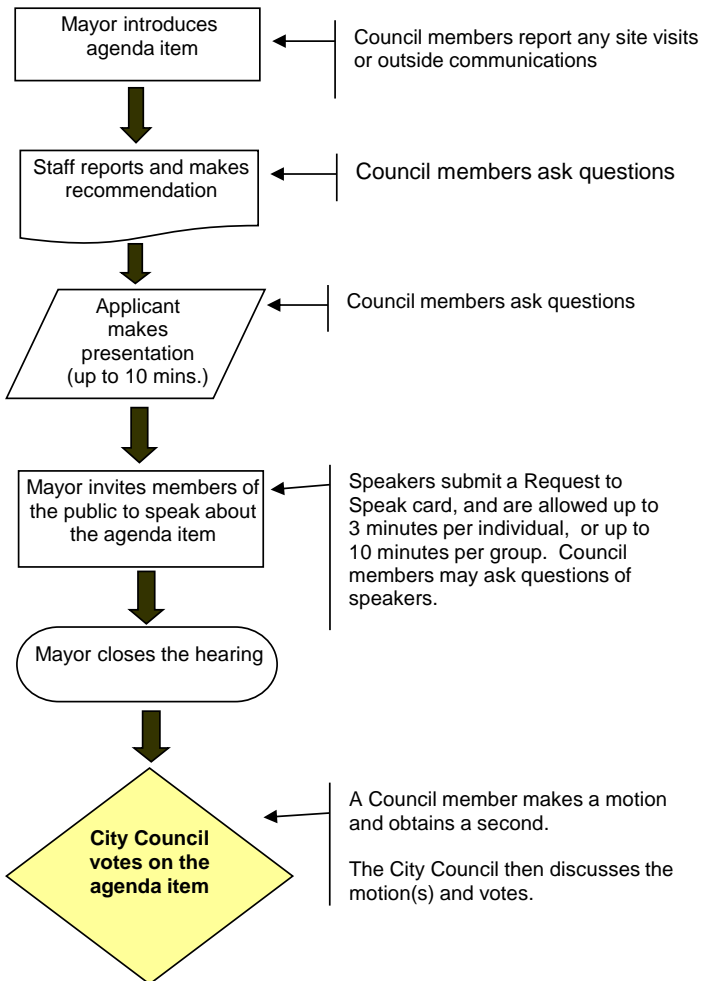 Mayor introduces
agenda item
Council members report any site visits
or outside communications
Staff reports and makes
recommendation
Council members ask questions
Applicant
makes
presentation
(up to 10 mins.)
Council members ask questions
Mayor invites members of
the public to speak about
the agenda item
Speakers submit a Request to
Speak card, and are allowed up to
3 minutes per individual, or up to
10 minutes per group. Council
members may ask questions of
speakers.
Mayor closes the hearing
City Council
votes on the
agenda item
A Council member makes a motion
and obtains a second.
The City Council then discusses the
motion(s) and votes.